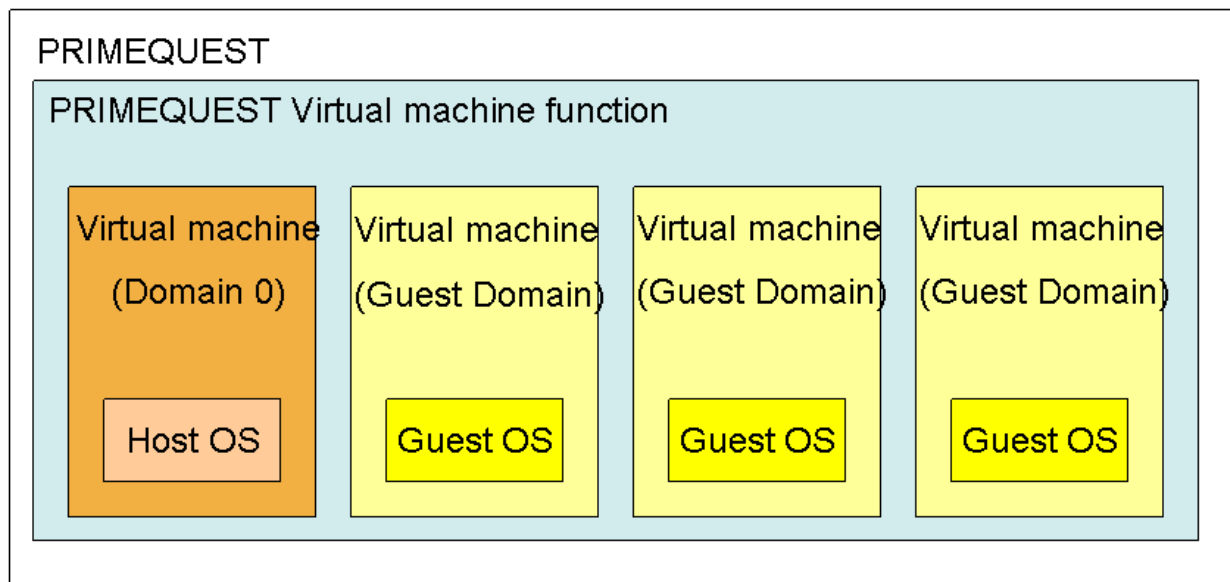 PRIMEQUEST
PRIMEQUEST Virtual machine function
Virtual machine
(Domain 0)
Host OS
Virtual machine
(Guest Domain)
Guest OS
Virtual machine
(Guest Domain)
Guest OS
Virtual machine
(Guest Domain)
Guest OS